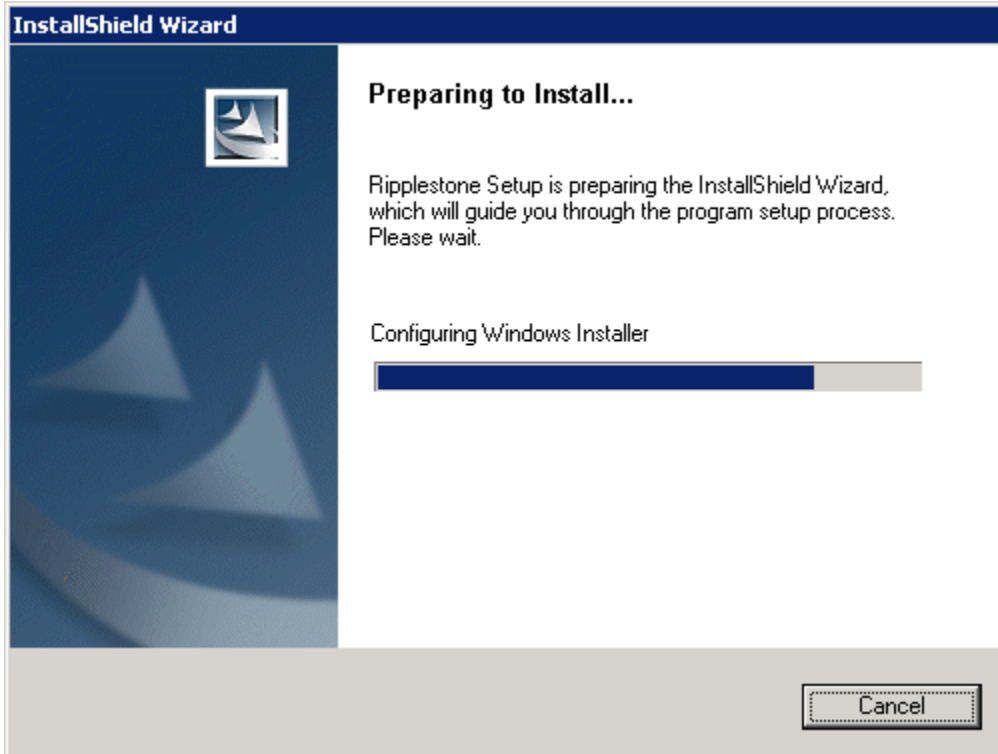 InstallShield Wizard
Preparing to Install...
Ripplestone Setup is preparing the InstallShield Wizard,
which will guide you through the program setup process.
Please wait.
Configuring Windows Installer
Cancel